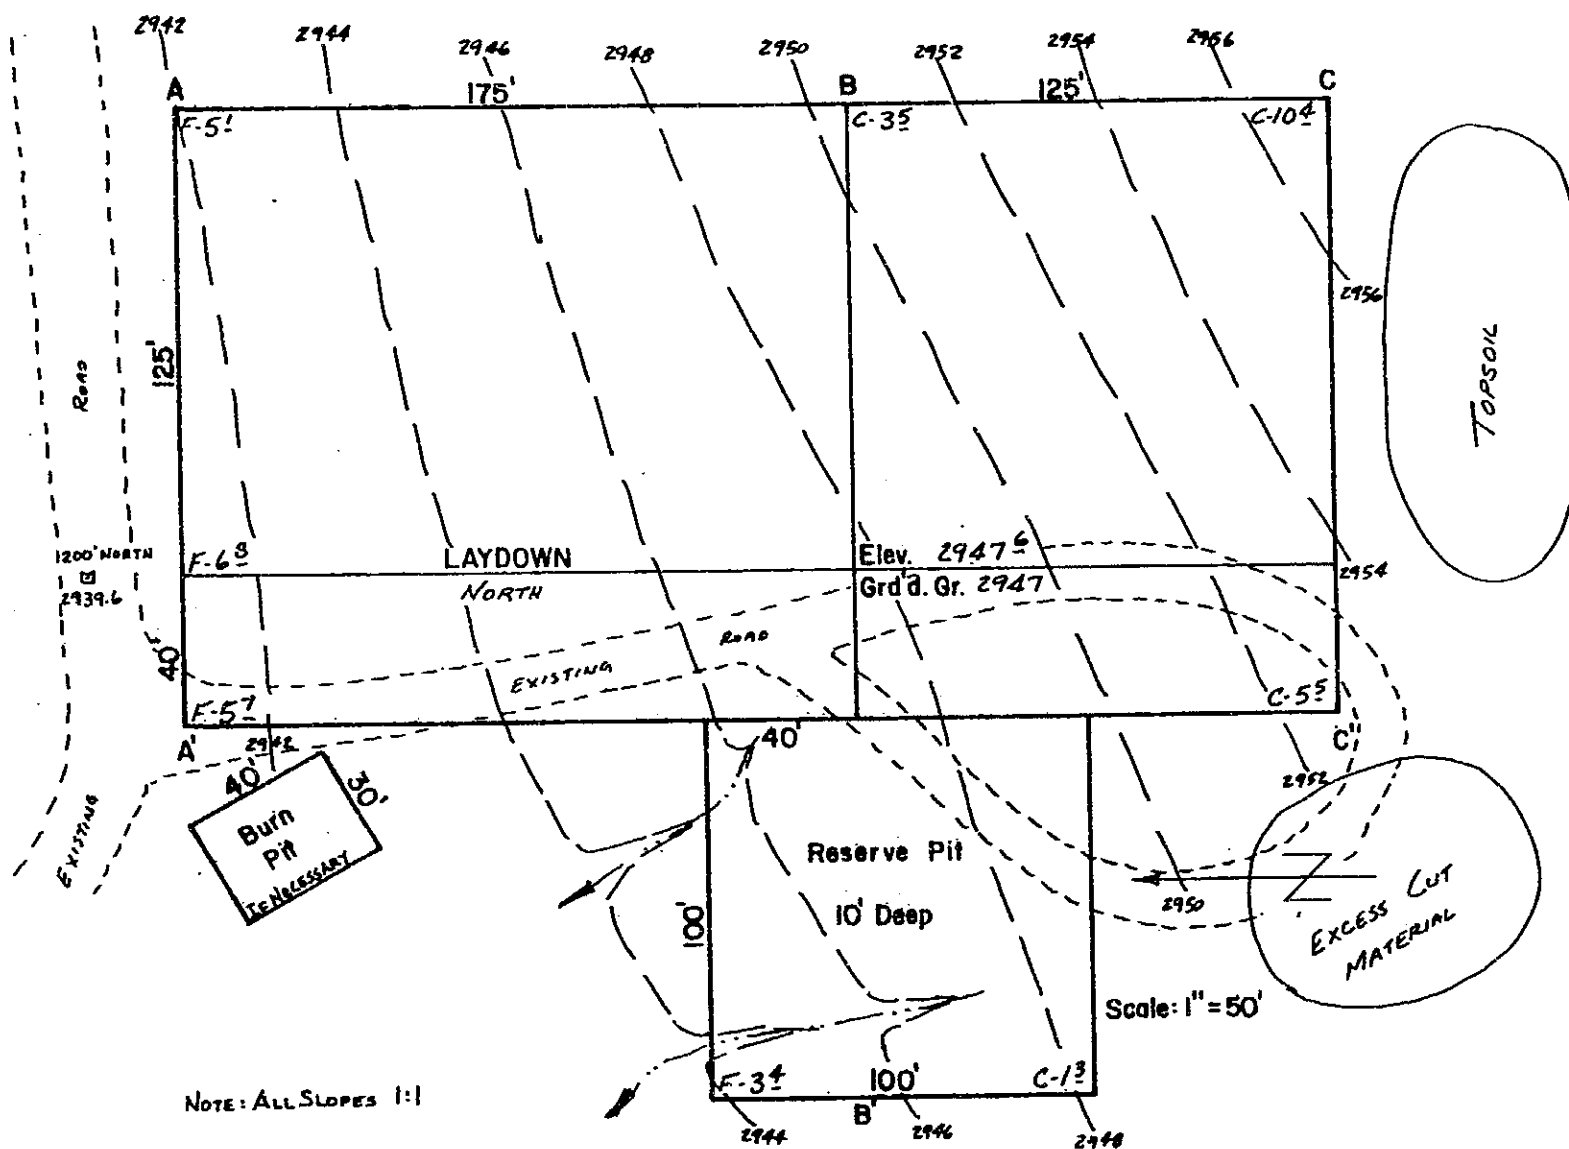 2942
2944
2946
2948
2950
2952
2954
2956
A
175'
B
125'
C
F-5.1
C-3.5
C-10.4
2956
ROAD
125'
TOPSOIL
1200' NORTH
2939.6
F-6.3
LAYDOWN
Elev. 2947.6
NORTH
Grd'd. Gr. 2947
2954
40'
EXISTING ROAD
F-5.7
C-5.5
A'
2942
40'
C"
40'
30'
2952
Burn
Pit
IF NECESSARY
EXISTING
Reserve Pit
10' Deep
100'
2950
N
EXCESS CUT
MATERIAL
Scale: 1"=50'
F-3.4
100'
C-1.3
NOTE: ALL SLOPES 1:1
B'
2944
2946
2948